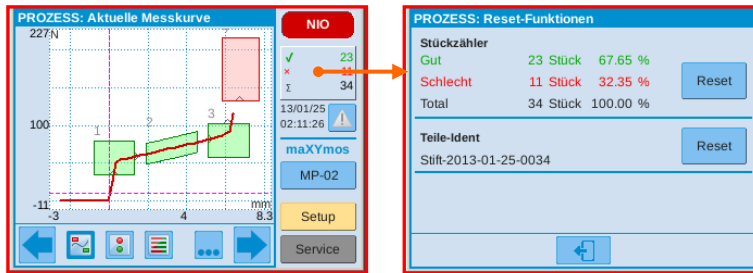 PROZESS: Aktuelle Messkurve
NIO
227 N
✓ 23
× 11
Σ 34
13/01/25
02:11:26
maXYmos
MP-02
Setup
Service
100
1
2
3
-11
mm
-3
4
8.3
...
PROZESS: Reset-Funktionen
Stückzähler
Gut 23 Stück 67.65 %
Schlecht 11 Stück 32.35 %
Reset
Total 34 Stück 100.00 %
Teile-Ident
Reset
Stift-2013-01-25-0034